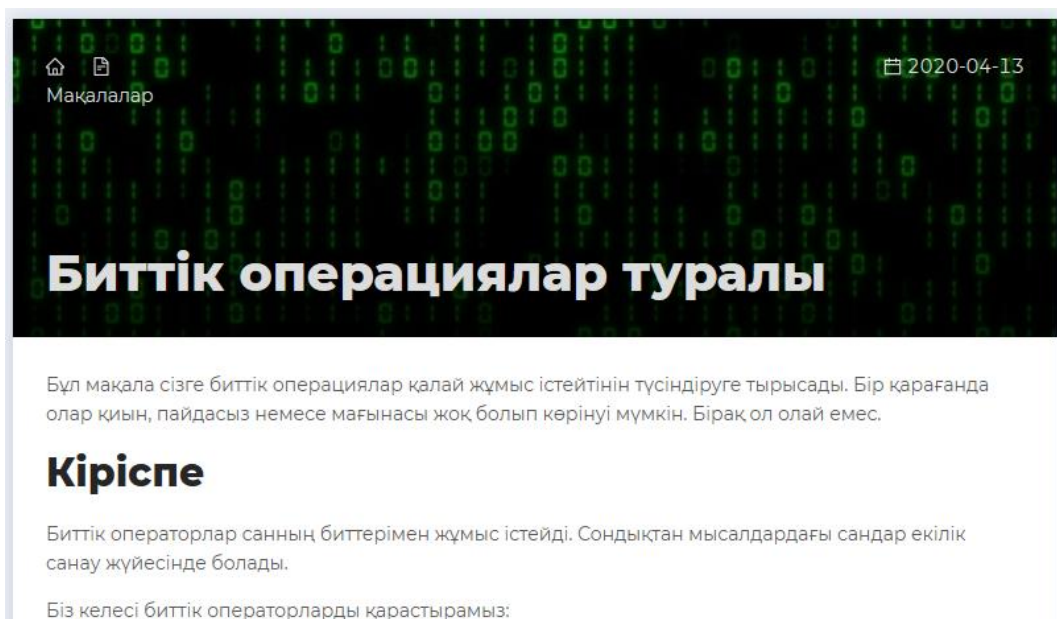 Мақалалар
2020-04-13
Биттік операциялар туралы
Бұл мақала сізге биттік операциялар қалай жұмыс істейтінін түсіндіруге тырысады. Бір қарағанда
олар қиын, пайдасыз немесе мағынасы жоқ болып көрінуі мүмкін. Бірақ ол олай емес.
Кіріспе
Биттік операторлар санның биттерімен жұмыс істейді. Сондықтан мысалдардағы сандар екілік
санау жүйесінде болады.
Біз келесі биттік операторларды қарастырамыз: